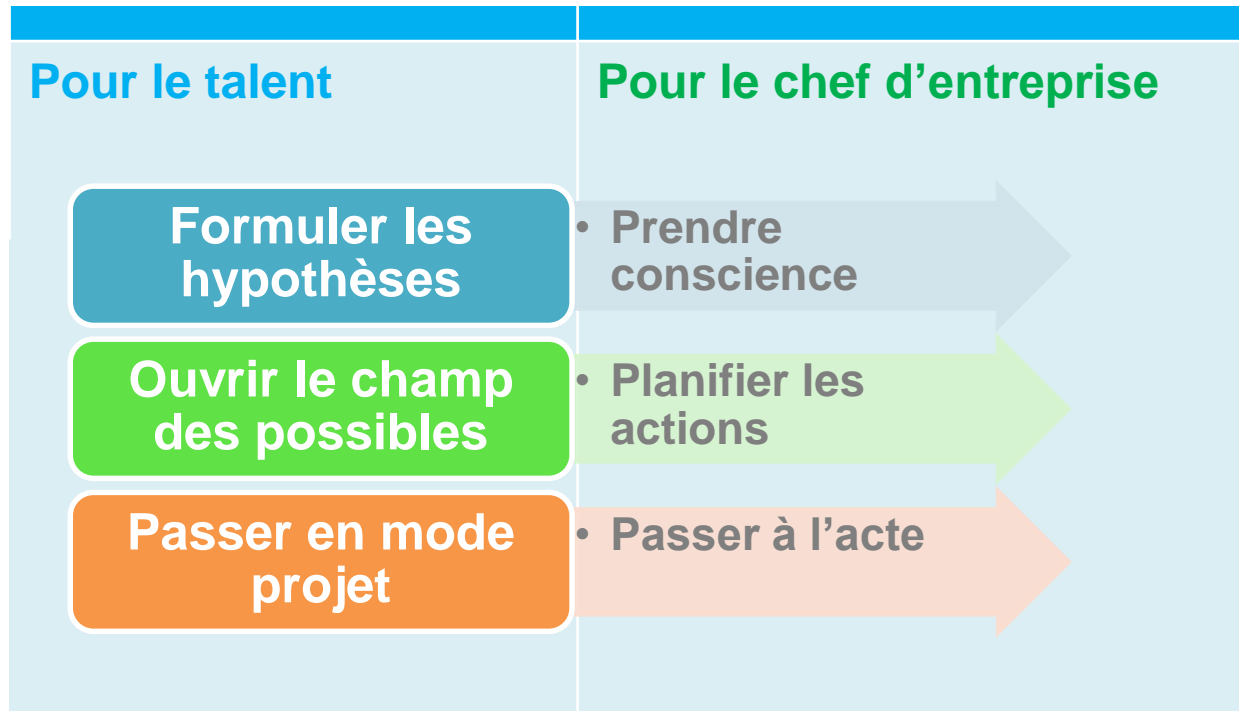 Pour le talent
Pour le chef d’entreprise
Formuler les
hypothèses
• Prendre
conscience
Ouvrir le champ
des possibles
• Planifier les
actions
Passer en mode
projet
• Passer à l’acte